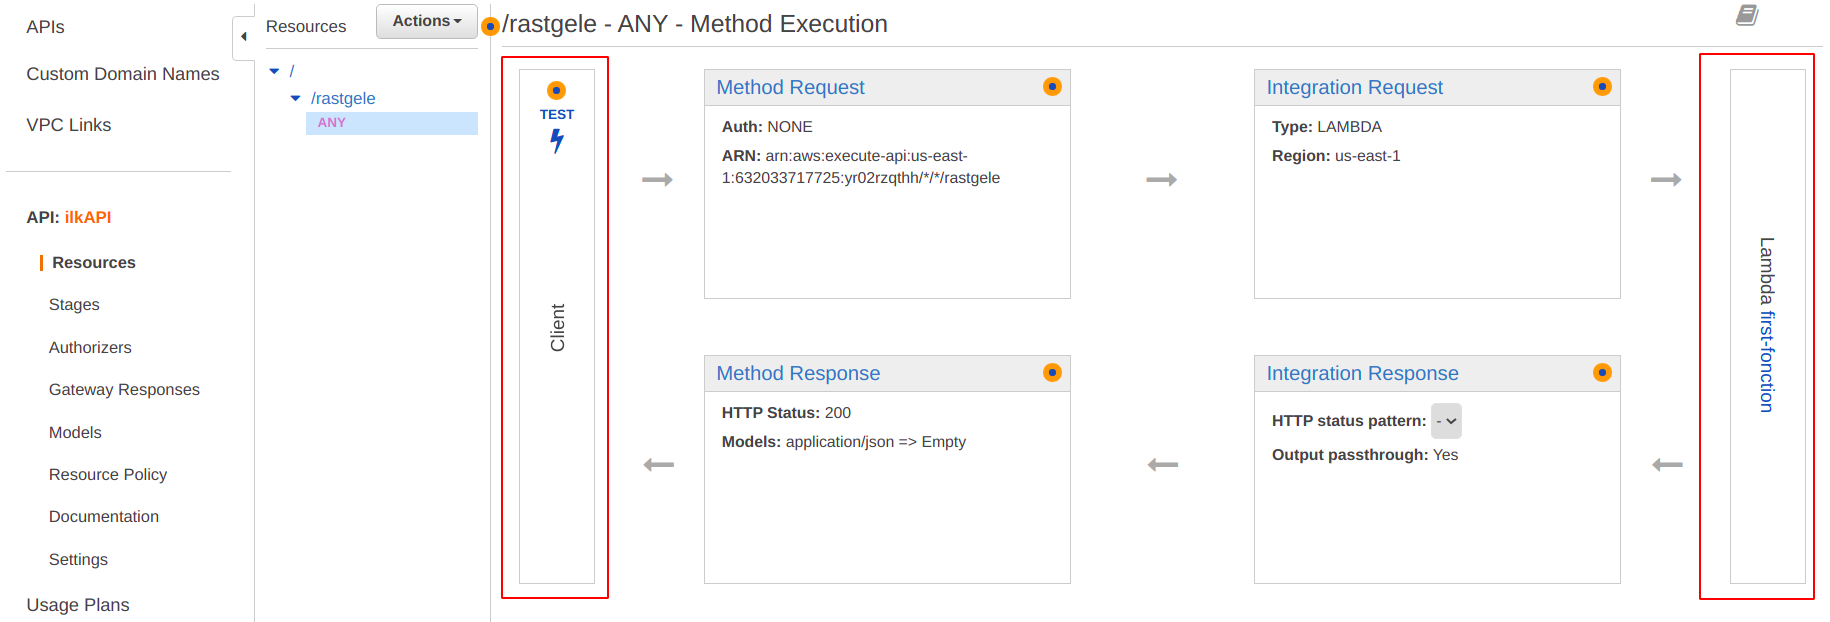 APIs
Custom Domain Names
VPC Links
API: ilkAPI
Resources
Stages
Authorizers
Gateway Responses
Models
Resource Policy
Documentation
Settings
Usage Plans
Resources
Actions
/
/rastgele
ANY
/rastgele - ANY - Method Execution
TEST
Client
Method Request
Auth: NONE
ARN: arn:aws:execute-api:us-east-
1:632033717725:yr02rzqthh/*/*/rastgele
Integration Request
Type: LAMBDA
Region: us-east-1
Method Response
HTTP Status: 200
Models: application/json => Empty
Integration Response
HTTP status pattern: -
Output passthrough: Yes
Lambda first-fonction